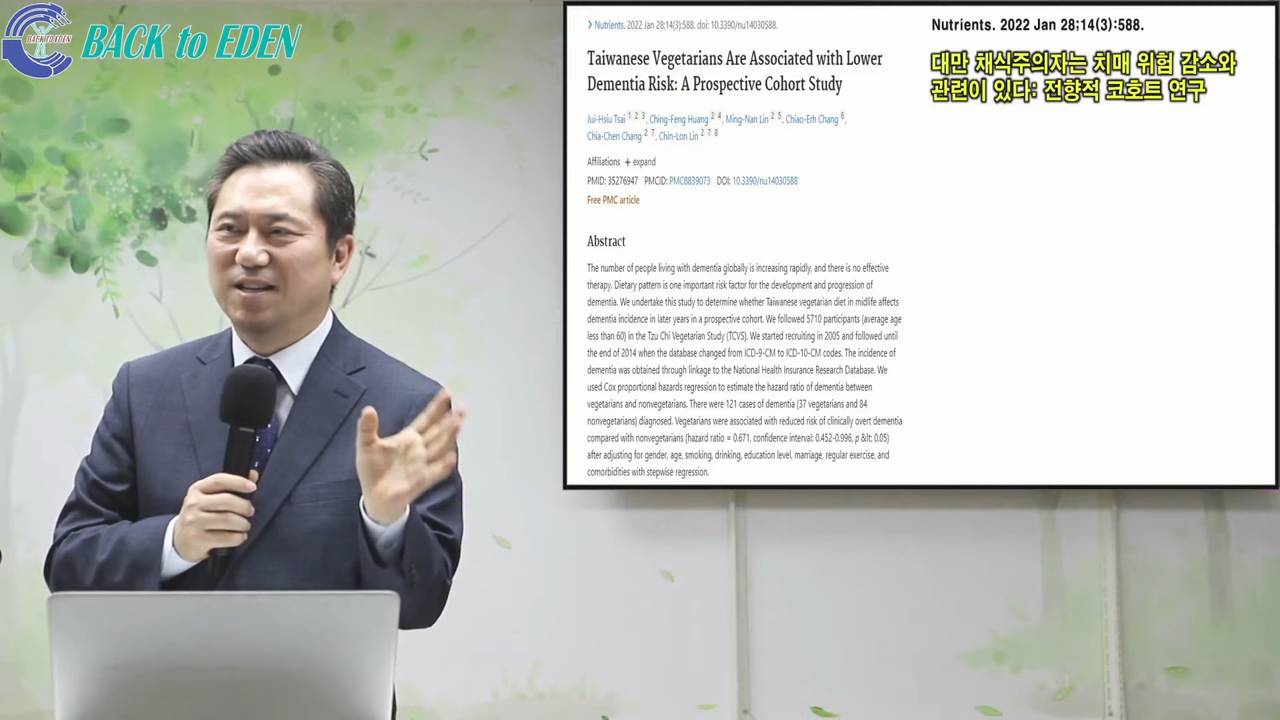 BACK TO EDEN
BACK to EDEN
❯ Nutrients. 2022 Jan 28;14(3):588. doi: 10.3390/nu14030588.
Taiwanese Vegetarians Are Associated with Lower
Dementia Risk: A Prospective Cohort Study
Jui-Hsiu Tsai 1 2 3, Ching-Feng Huang 2 4, Ming-Nan Lin 2 5, Chiao-Erh Chang 6,
Chia-Chen Chang 2 7, Chin-Lon Lin 2 7 8
Affiliations + expand
PMID: 35276947 PMCID: PMC8839073 DOI: 10.3390/nu14030588
Free PMC article
Abstract
The number of people living with dementia globally is increasing rapidly, and there is no effective
therapy. Dietary pattern is one important risk factor for the development and progression of
dementia. We undertake this study to determine whether Taiwanese vegetarian diet in midlife affects
dementia incidence in later years in a prospective cohort. We followed 5710 participants (average age
less than 60) in the Tzu Chi Vegetarian Study (TCVS). We started recruiting in 2005 and followed until
the end of 2014 when the database changed from ICD-9-CM to ICD-10-CM codes. The incidence of
dementia was obtained through linkage to the National Health Insurance Research Database. We
used Cox proportional hazards regression to estimate the hazard ratio of dementia between
vegetarians and nonvegetarians. There were 121 cases of dementia (37 vegetarians and 84
nonvegetarians) diagnosed. Vegetarians were associated with reduced risk of clinically overt dementia
compared with nonvegetarians (hazard ratio = 0.671, confidence interval: 0.452-0.996, p &lt; 0.05)
after adjusting for gender, age, smoking, drinking, education level, marriage, regular exercise, and
comorbidities with stepwise regression.
Nutrients. 2022 Jan 28;14(3):588.
대만 채식주의자는 치매 위험 감소와
관련이 있다: 전향적 코호트 연구